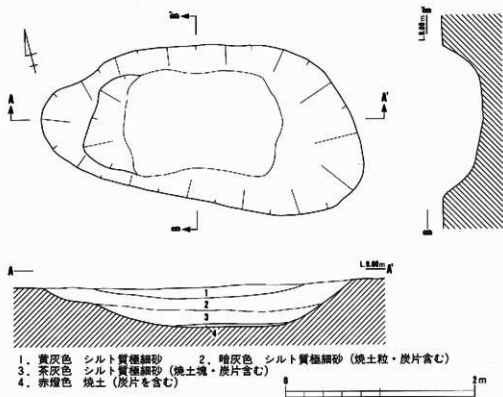 B'
L.9.00m B'
A A'
B
B
A L.9.00m A'
1
2
3
4
1. 黄灰色 シルト質極細砂 2. 暗灰色 シルト質極細砂(焼土粒・炭片含む)
3. 茶灰色 シルト質極細砂(焼土塊・炭片含む)
4. 赤燈色 焼土(炭片を含む)
0 2m